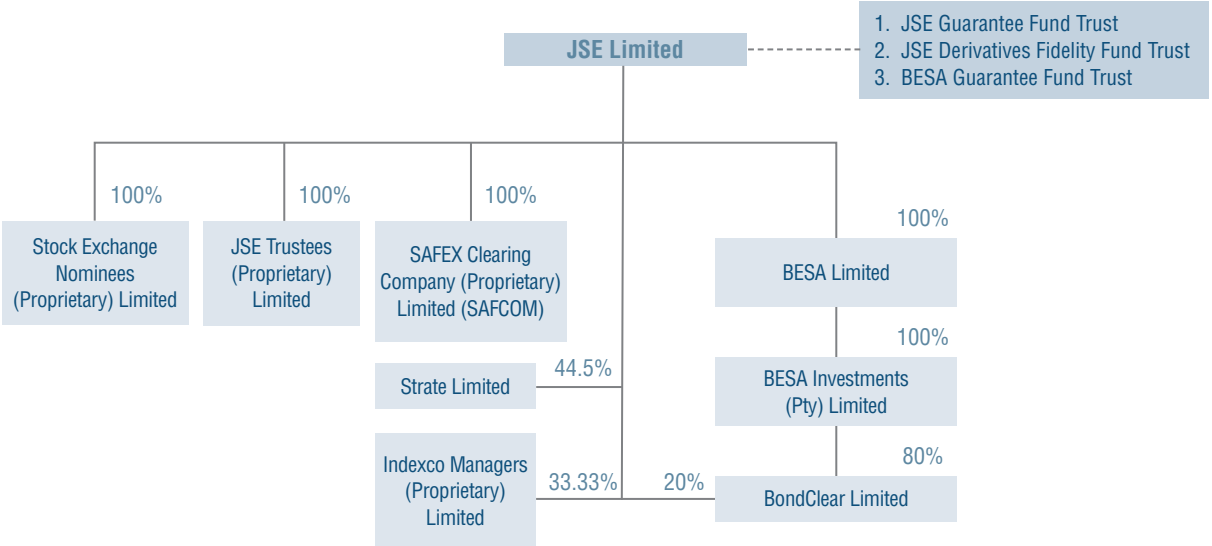 JSE Limited
1. JSE Guarantee Fund Trust
2. JSE Derivatives Fidelity Fund Trust
3. BESA Guarantee Fund Trust
100%
Stock Exchange
Nominees
(Proprietary) Limited
100%
JSE Trustees
(Proprietary)
Limited
100%
SAFEX Clearing
Company (Proprietary)
Limited (SAFCOM)
100%
BESA Limited
100%
BESA Investments
(Pty) Limited
44.5%
Strate Limited
33.33%
Indexco Managers
(Proprietary)
Limited
20%
80%
BondClear Limited